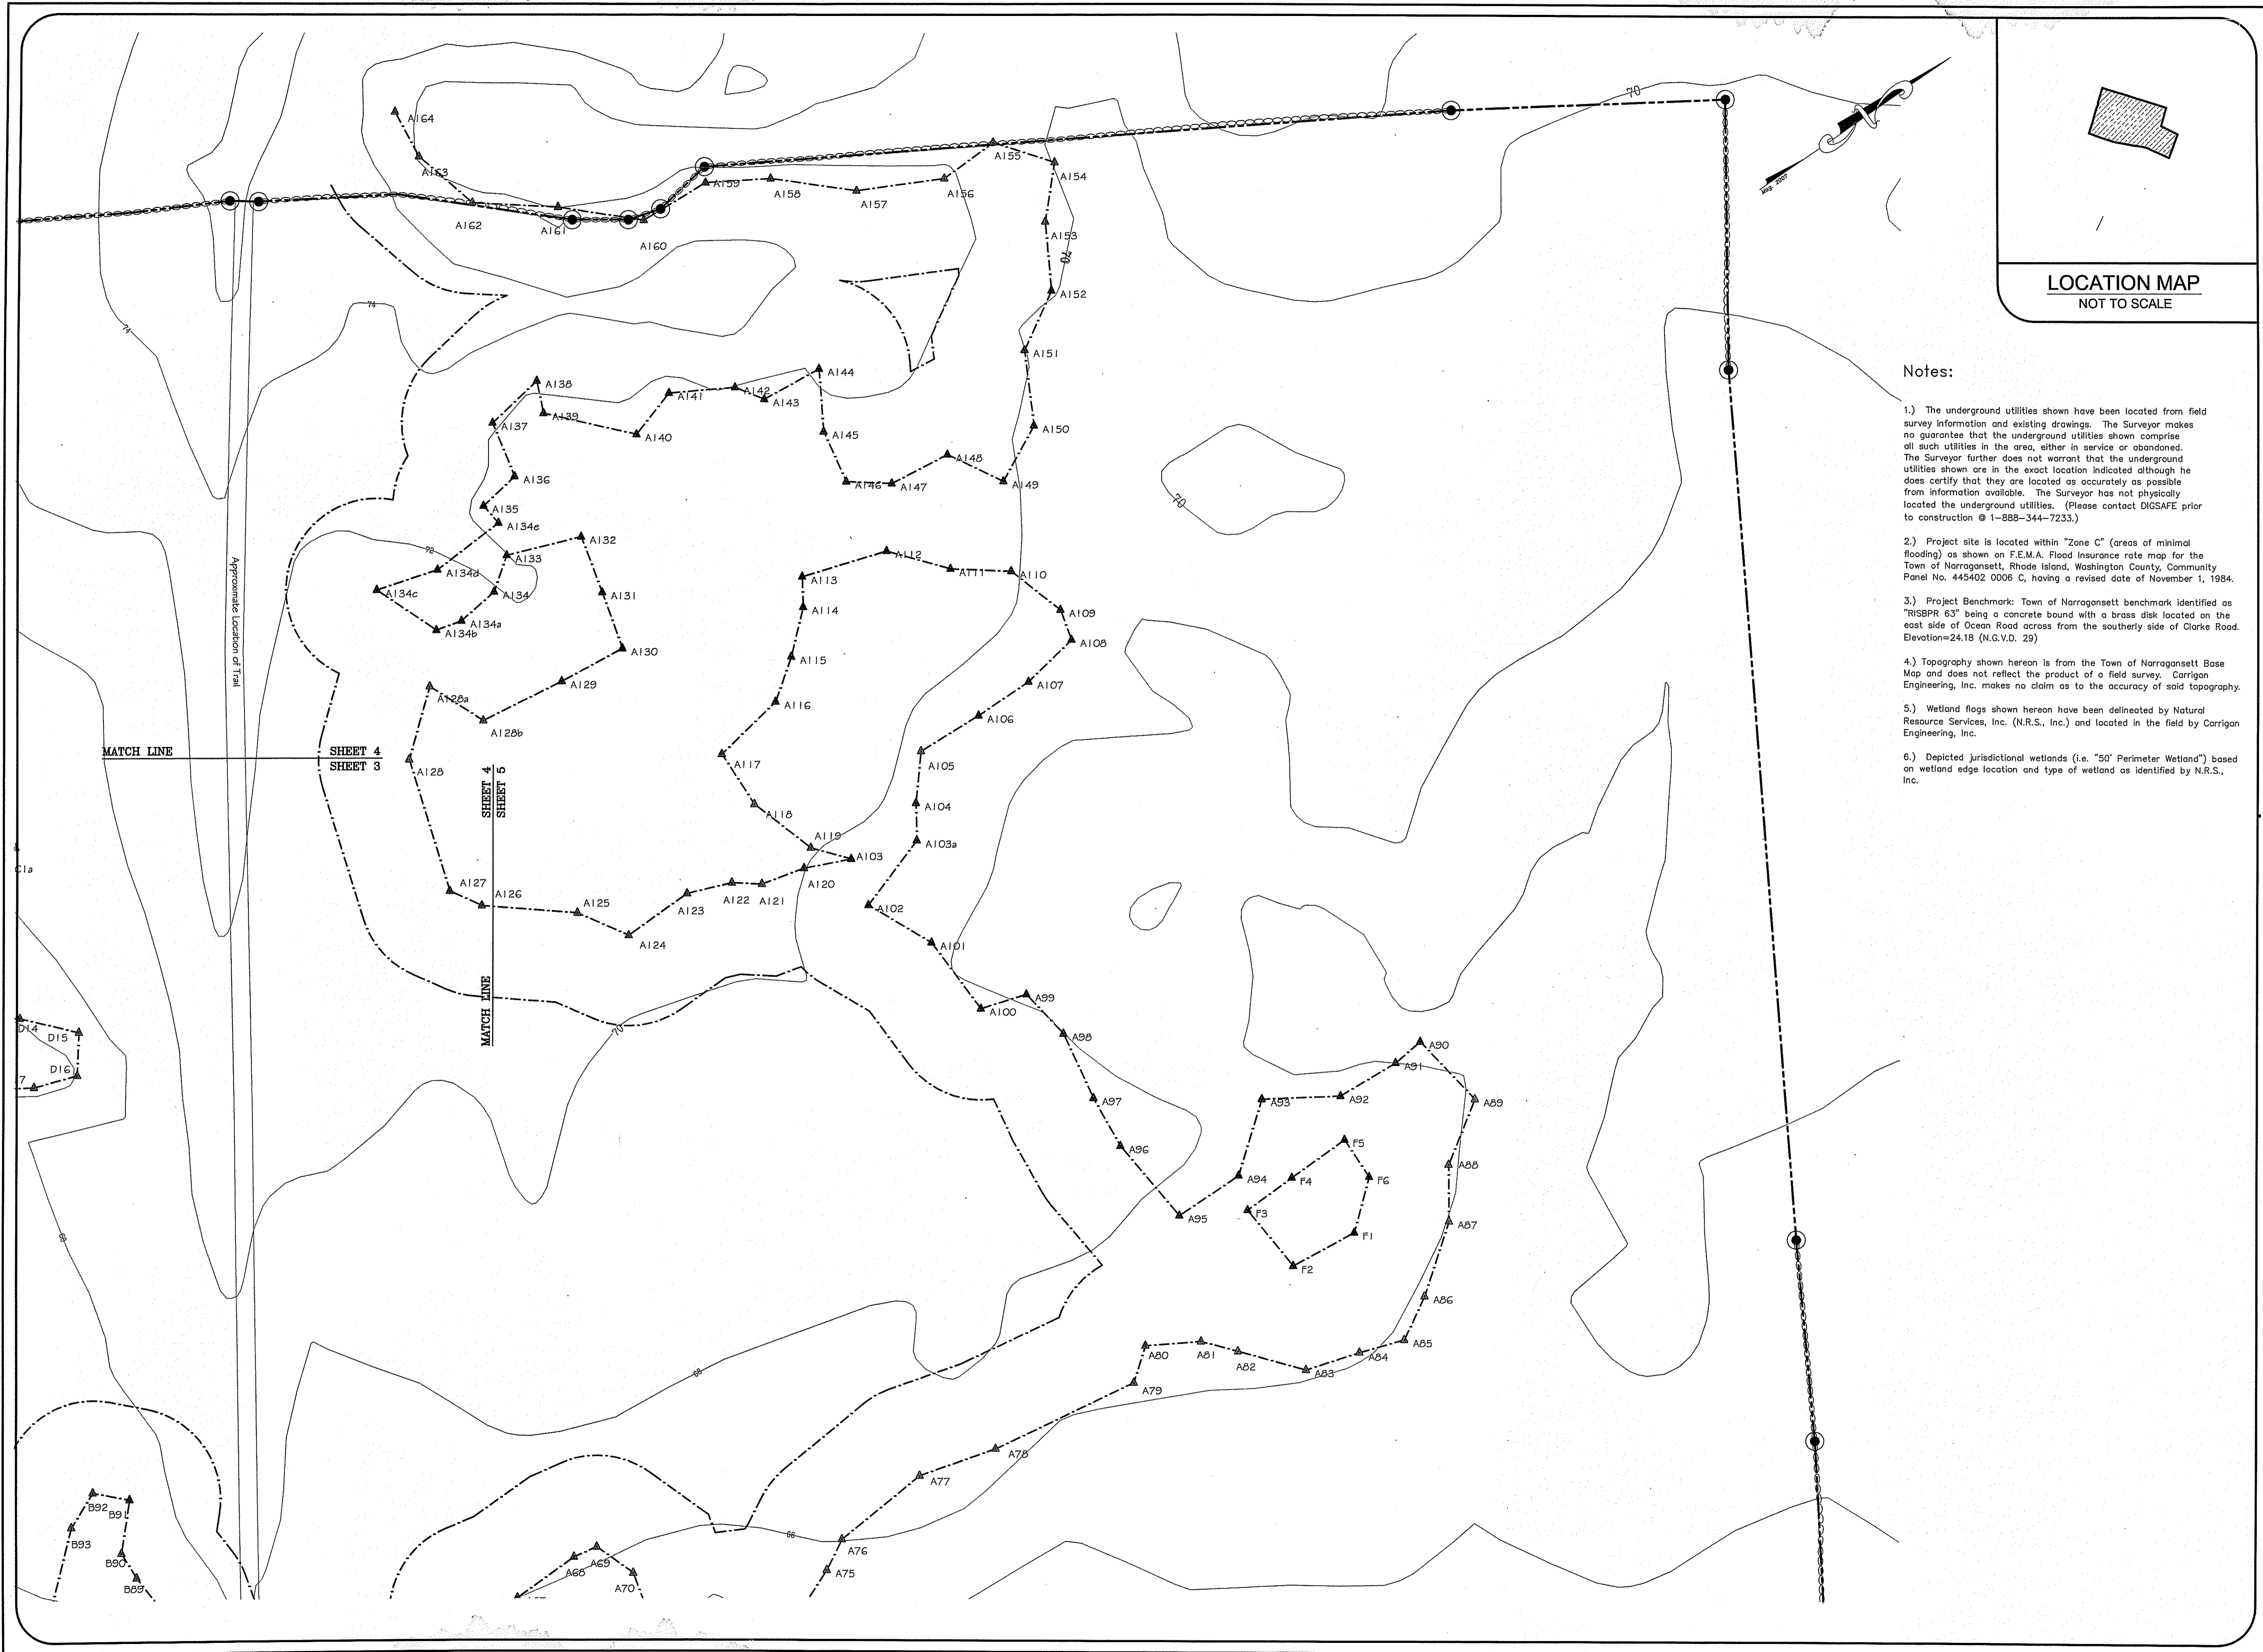 70
Mag. 2007
LOCATION MAP
NOT TO SCALE
A164
A163
A162
A161
A160
A159
A158
A157
A156
A155
A154
A153
70
A152
A151
A150
A149
A148
A147
A146
A145
A144
A143
A142
A141
A140
A139
A138
A137
A136
A135
A134e
A134d
A134c
A134b
A134a
A134
A133
A132
A131
A130
A129
A128b
A128a
A128
A127
A126
A125
A124
A123
A122
A121
A120
A119
A118
A117
A116
A115
A114
A113
A112
A111
A110
A109
A108
A107
A106
A105
A104
A103a
A103
A102
A101
A100
A99
A98
A97
A96
A95
A94
A93
A92
A91
A90
A89
A88
A87
A86
A85
A84
A83
A82
A81
A80
A79
A78
A77
A76
A75
A70
A69
A68
F1
F2
F3
F4
F5
F6
B92
B91
B93
B90
B89
C1a
D14
D15
D16
74
74
72
70
70
68
68
68
Approximate Location of Trail
MATCH LINE
SHEET 4
SHEET 3
MATCH LINE
SHEET 4
SHEET 5
Notes:
1.) The underground utilities shown have been located from field
survey information and existing drawings. The Surveyor makes
no guarantee that the underground utilities shown comprise
all such utilities in the area, either in service or abandoned.
The Surveyor further does not warrant that the underground
utilities shown are in the exact location indicated although he
does certify that they are located as accurately as possible
from information available. The Surveyor has not physically
located the underground utilities. (Please contact DIGSAFE prior
to construction @ 1-888-344-7233.)
2.) Project site is located within "Zone C" (areas of minimal
flooding) as shown on F.E.M.A. Flood Insurance rate map for the
Town of Narragansett, Rhode Island, Washington County, Community
Panel No. 445402 0006 C, having a revised date of November 1, 1984.
3.) Project Benchmark: Town of Narragansett benchmark identified as
"RISBPR 63" being a concrete bound with a brass disk located on the
east side of Ocean Road across from the southerly side of Clarke Road.
Elevation=24.18 (N.G.V.D. 29)
4.) Topography shown hereon is from the Town of Narragansett Base
Map and does not reflect the product of a field survey. Carrigan
Engineering, Inc. makes no claim as to the accuracy of said topography.
5.) Wetland flags shown hereon have been delineated by Natural
Resource Services, Inc. (N.R.S., Inc.) and located in the field by Carrigan
Engineering, Inc.
6.) Depicted jurisdictional wetlands (i.e. "50' Perimeter Wetland") based
on wetland edge location and type of wetland as identified by N.R.S.,
Inc.